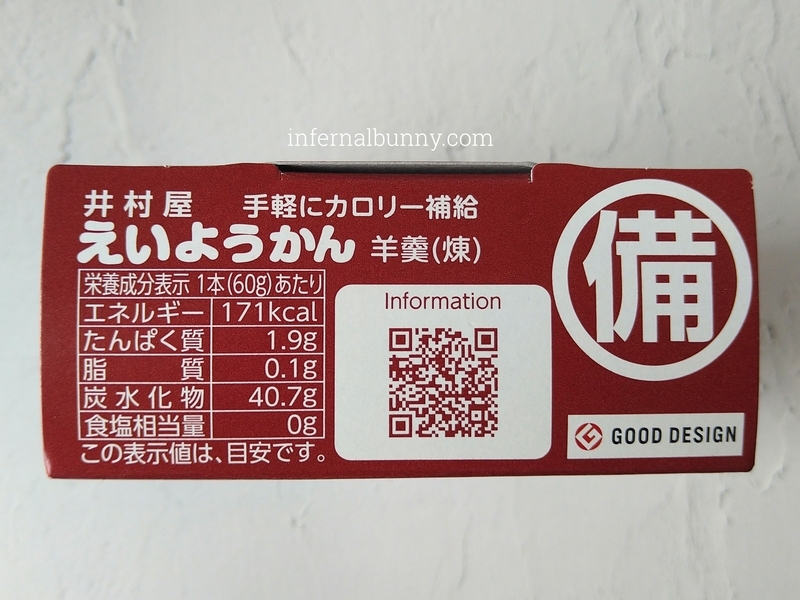 infernalbunny.com
井村屋 手軽にカロリー補給
えいようかん 羊羹(煉)
栄養成分表示 1本(60g)あたり
エネルギー 171kcal
たんぱく質 1.9g
脂質 0.1g
炭水化物 40.7g
食塩相当量 0g
この表示値は、目安です。
Information
備
GOOD DESIGN